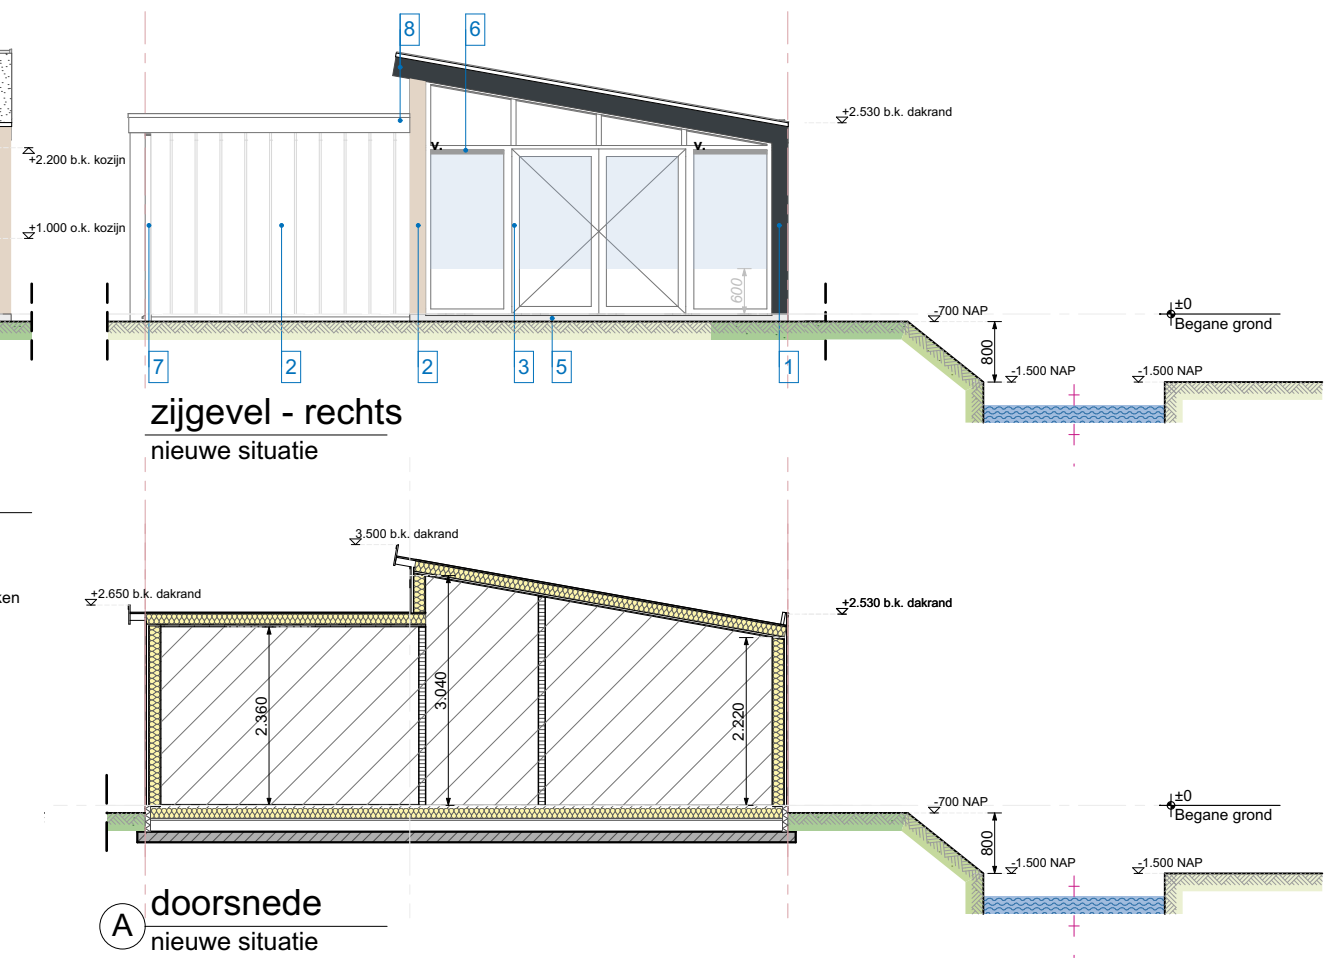 8
6
+2.530 b.k. dakrand
v.
v.
+2.200 b.k. kozijn
+1.000 o.k. kozijn
600
-700 NAP
±0
Begane grond
800
-1.500 NAP
-1.500 NAP
7
2
2
3
5
1
zijgevel - rechts
nieuwe situatie
3.500 b.k. dakrand
+2.650 b.k. dakrand
ken
+2.530 b.k. dakrand
2.360
3.040
2.220
-700 NAP
±0
Begane grond
800
-1.500 NAP
-1.500 NAP
A
doorsnede
nieuwe situatie